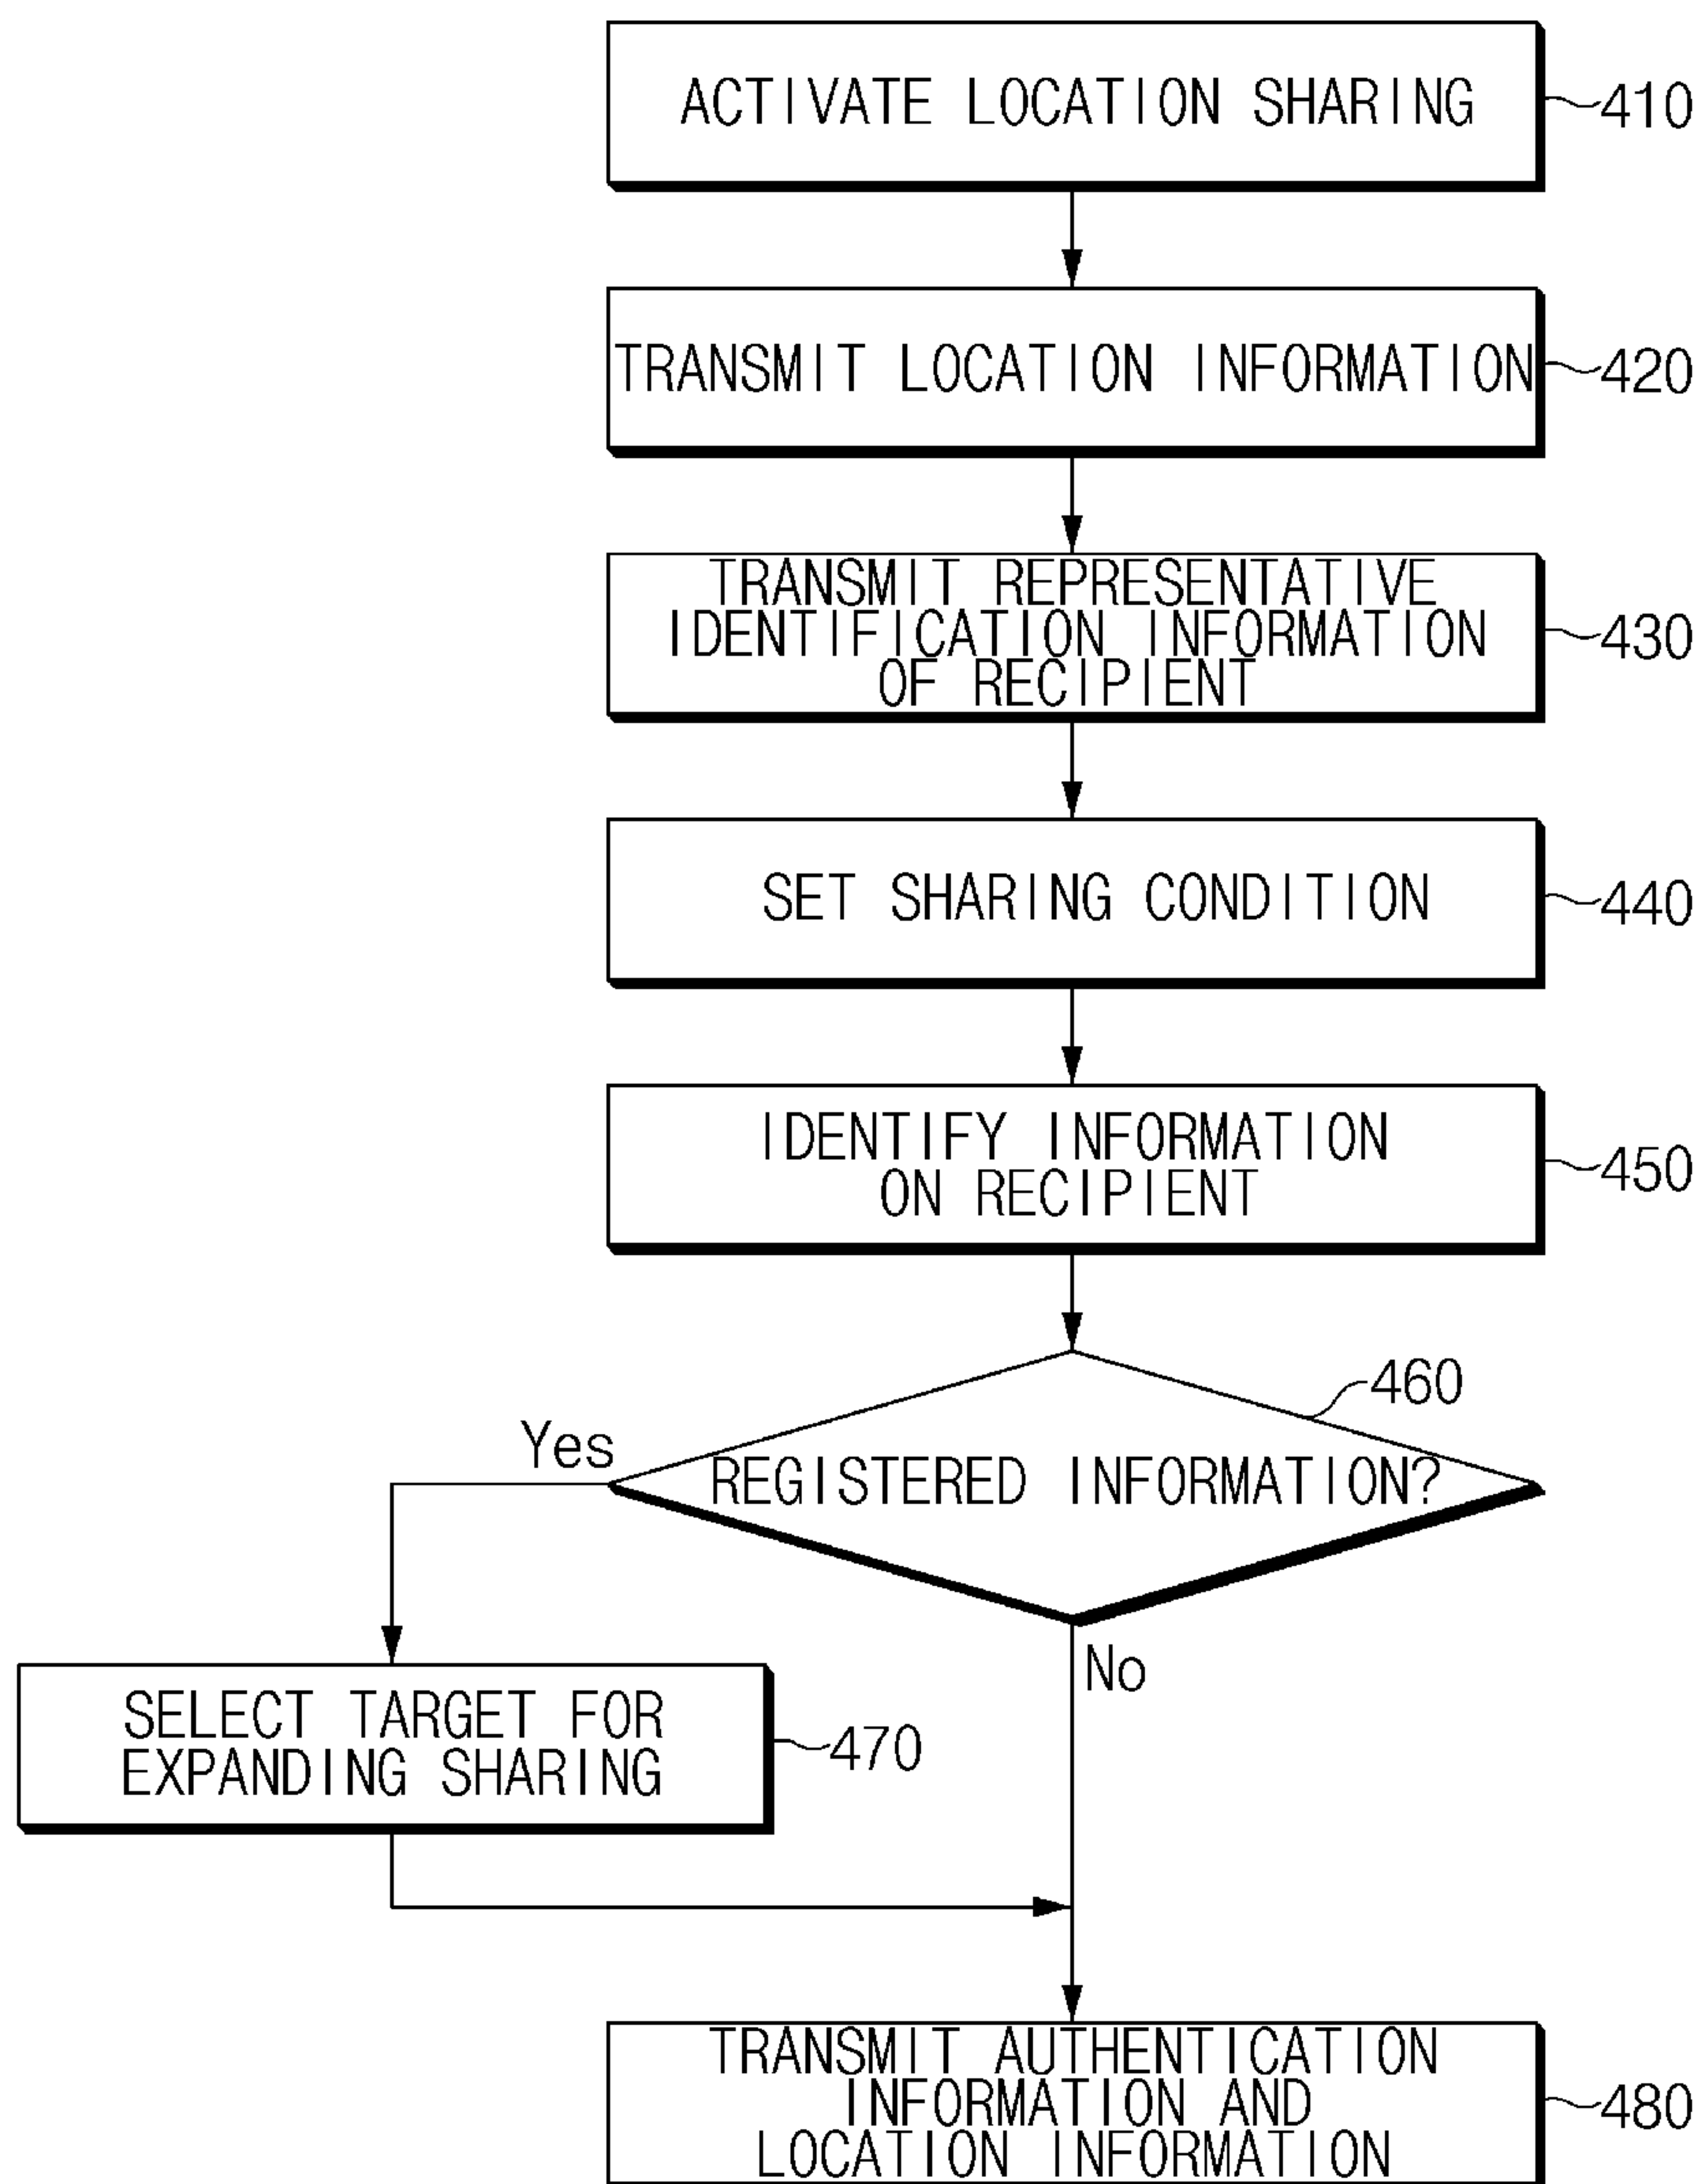 ACTIVATE LOCATION SHARING
410
TRANSMIT LOCATION INFORMATION
420
TRANSMIT REPRESENTATIVE
IDENTIFICATION INFORMATION
OF RECIPIENT
430
SET SHARING CONDITION
440
IDENTIFY INFORMATION
ON RECIPIENT
450
460
Yes
REGISTERED INFORMATION?
No
SELECT TARGET FOR
EXPANDING SHARING
470
TRANSMIT AUTHENTICATION
INFORMATION AND
LOCATION INFORMATION
480